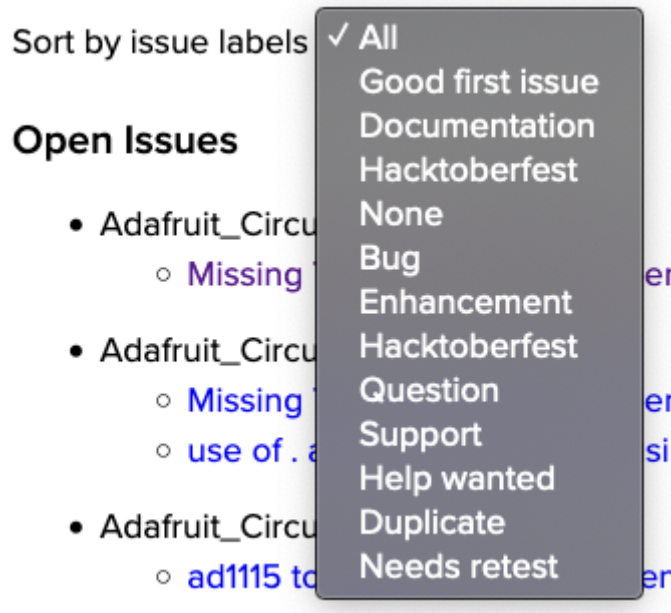 Sort by issue labels
✓ All
Good first issue
Documentation
Hacktoberfest
None
Bug
Enhancement
Hacktoberfest
Question
Support
Help wanted
Duplicate
Needs retest
Open Issues
• Adafruit_Circu
◦ Missing
• Adafruit_Circu
◦ Missing
◦ use of .
• Adafruit_Circu
◦ ad1115 to